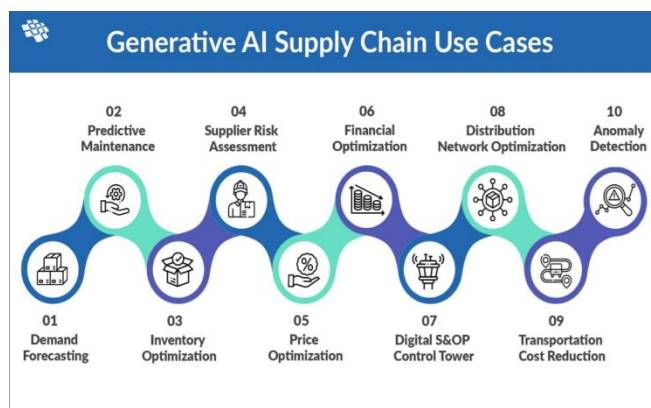 Generative AI Supply Chain Use Cases
01
Demand
Forecasting
02
Predictive
Maintenance
03
Inventory
Optimization
04
Supplier Risk
Assessment
05
Price
Optimization
06
Financial
Optimization
07
Digital S&OP
Control Tower
08
Distribution
Network Optimization
09
Transportation
Cost Reduction
10
Anomaly
Detection
%